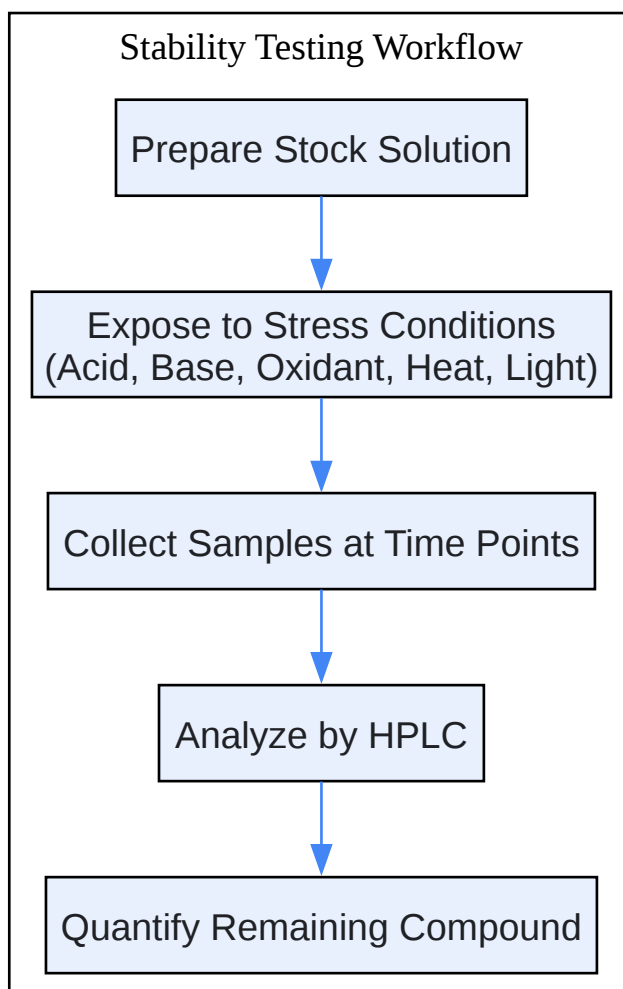 Stability Testing Workflow
Prepare Stock Solution
Expose to Stress Conditions
(Acid, Base, Oxidant, Heat, Light)
Collect Samples at Time Points
Analyze by HPLC
Quantify Remaining Compound